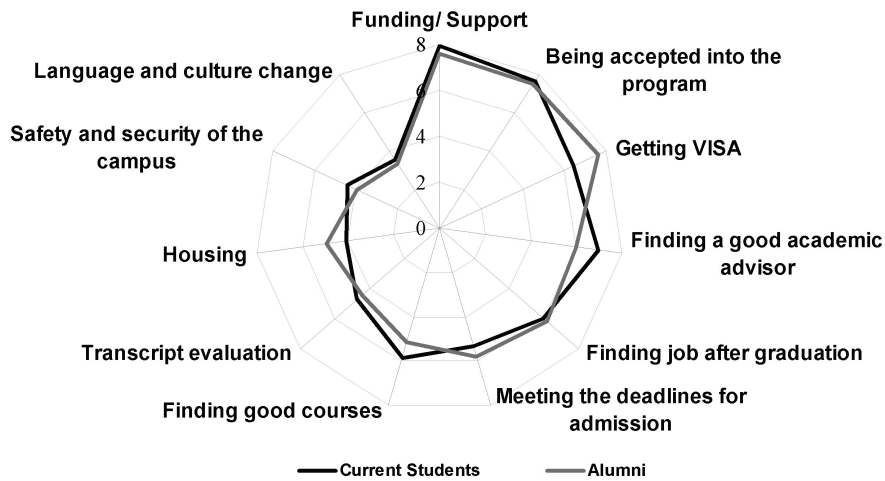 Funding/ Support
8
Being accepted into the
program
Language and culture change
6
Safety and security of the
campus
Getting VISA
4
2
0
Housing
Finding a good academic
advisor
Transcript evaluation
Finding job after graduation
Finding good courses
Meeting the deadlines for
admission
Current Students
Alumni